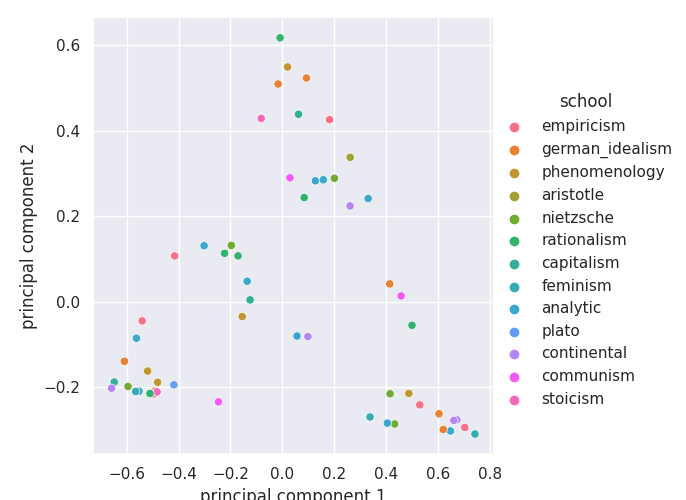 0.6
0.4
0.2
0.0
−0.2
principal component 2
−0.6 −0.4 −0.2 0.0 0.2 0.4 0.6 0.8
principal component 1
school
empiricism
german_idealism
phenomenology
aristotle
nietzsche
rationalism
capitalism
feminism
analytic
plato
continental
communism
stoicism